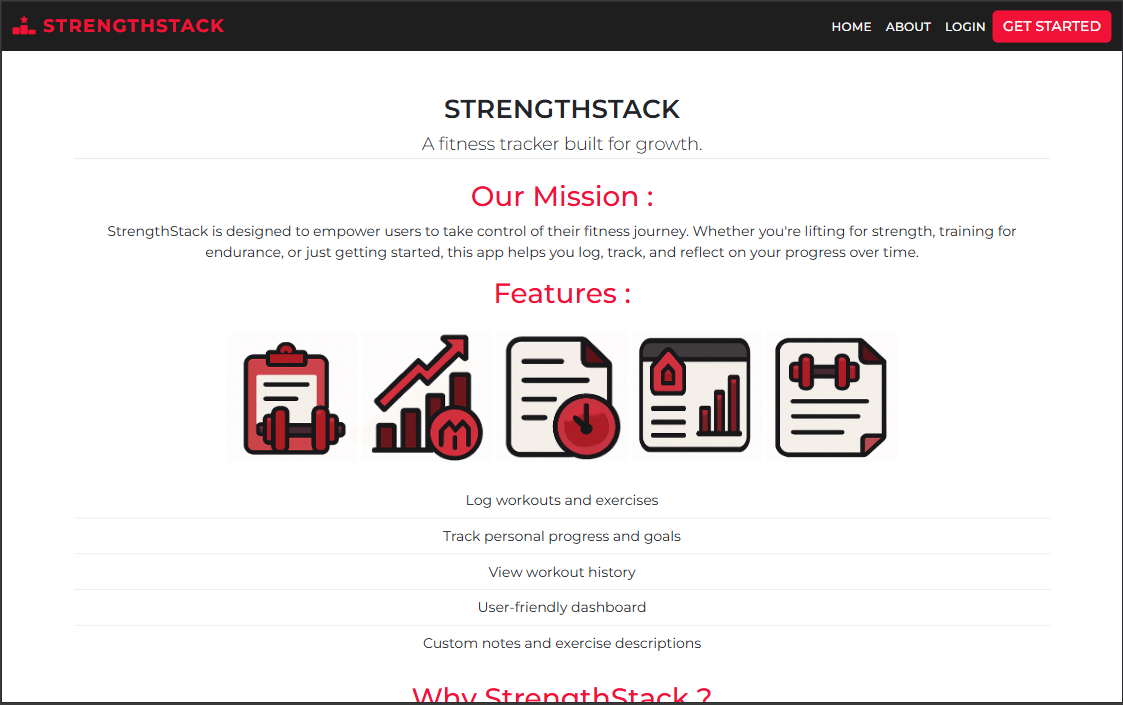 STRENGTHSTACK
HOME ABOUT LOGIN GET STARTED
STRENGTHSTACK
A fitness tracker built for growth.
Our Mission :
StrengthStack is designed to empower users to take control of their fitness journey. Whether you're lifting for strength, training for
endurance, or just getting started, this app helps you log, track, and reflect on your progress over time.
Features :
Log workouts and exercises
Track personal progress and goals
View workout history
User-friendly dashboard
Custom notes and exercise descriptions
Why StrengthStack ?